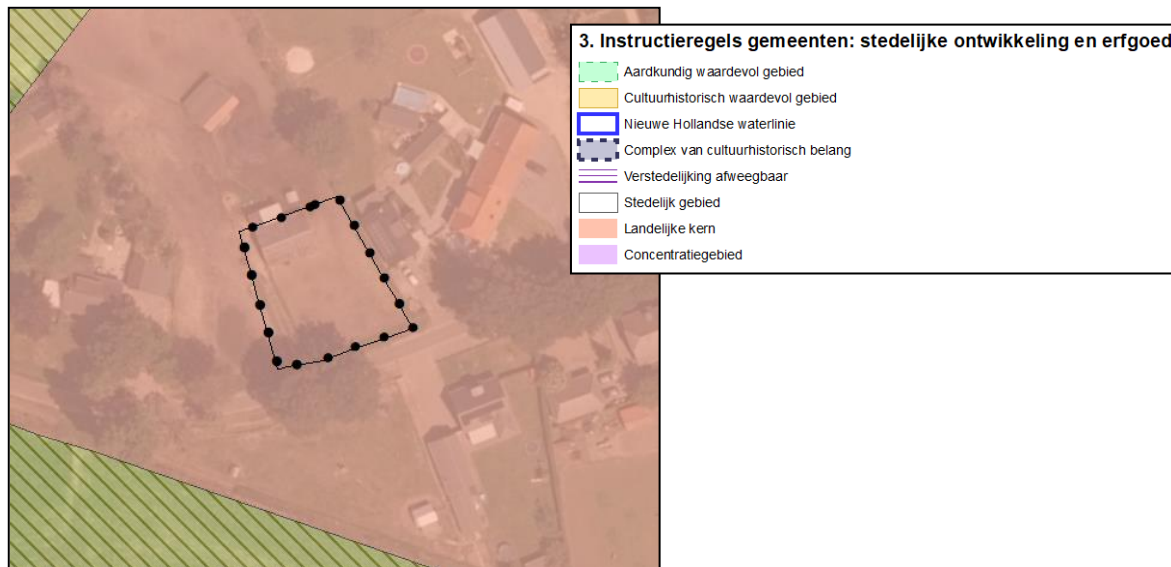 3. Instructieregels gemeenten: stedelijke ontwikkeling en erfgoed
Aardkundig waardevol gebied
Cultuurhistorisch waardevol gebied
Nieuwe Hollandse waterlinie
Complex van cultuurhistorisch belang
Verstedelijking afweegbaar
Stedelijk gebied
Landelijke kern
Concentratiegebied